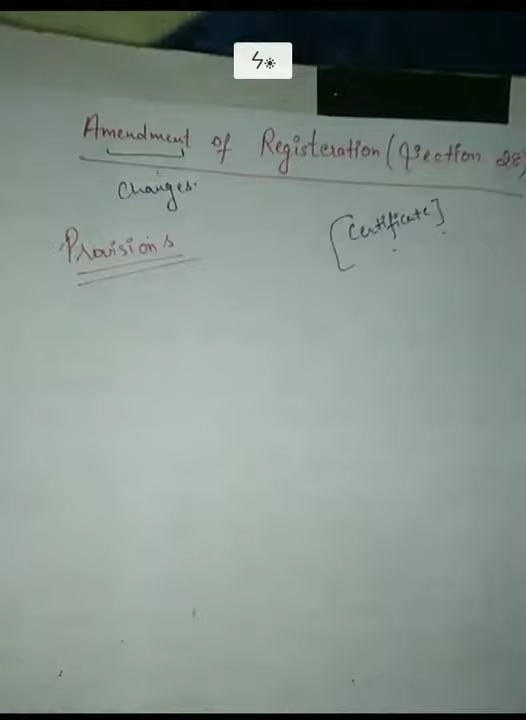 Amendment of Registeration (Section 28)
Changes.
[Certificate]
Provisions